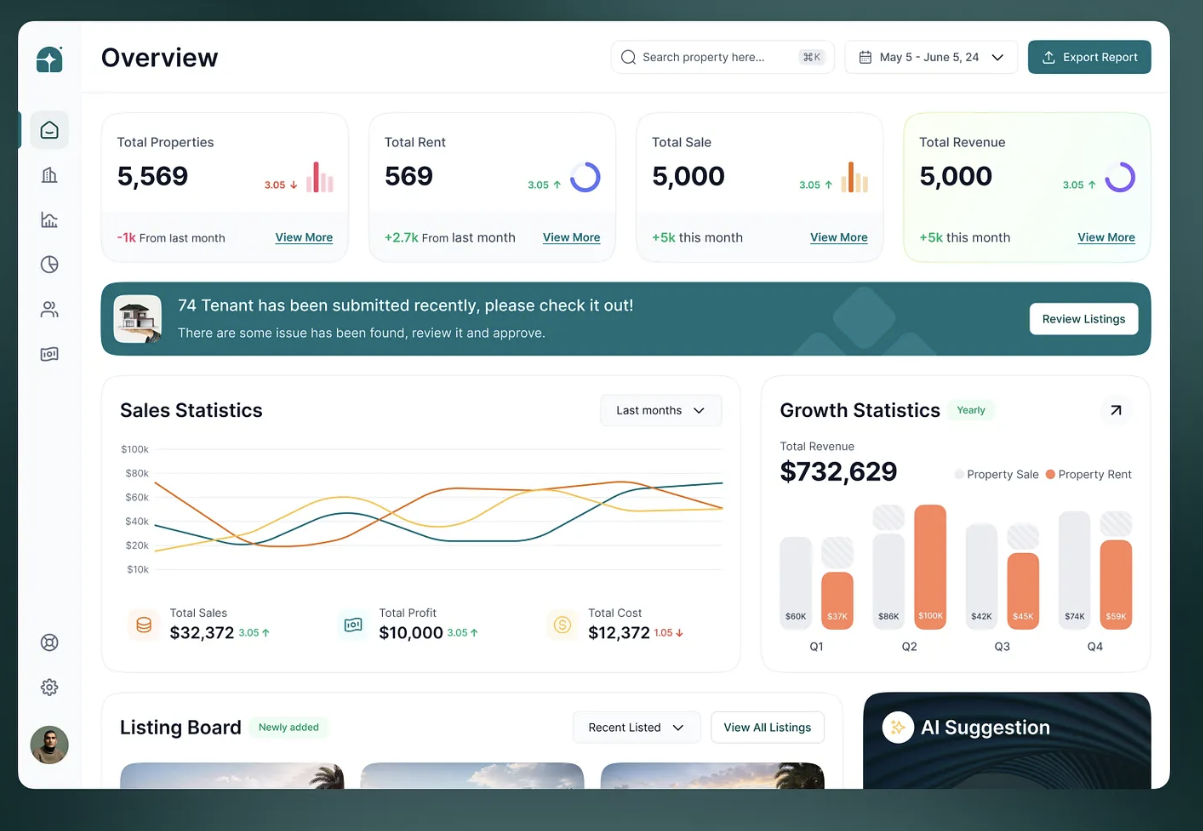 Overview
Search property here...
⌘K
May 5 - June 5, 24
Export Report
Total Properties
5,569
3.05 ↓
-1k From last month
View More
Total Rent
569
3.05 ↑
+2.7k From last month
View More
Total Sale
5,000
3.05 ↑
+5k this month
View More
Total Revenue
5,000
3.05 ↑
+5k this month
View More
74 Tenant has been submitted recently, please check it out!
There are some issue has been found, review it and approve.
Review Listings
Sales Statistics
Last months
$100k
$80k
$60k
$40k
$20k
$10k
Total Sales
$32,372 3.05 ↑
Total Profit
$10,000 3.05 ↑
Total Cost
$12,372 1.05 ↓
Growth Statistics
Yearly
Total Revenue
$732,629
Property Sale
Property Rent
$60K
$37K
$86K
$100K
$42K
$45K
$74K
$59K
Q1
Q2
Q3
Q4
Listing Board
Newly added
Recent Listed
View All Listings
AI Suggestion